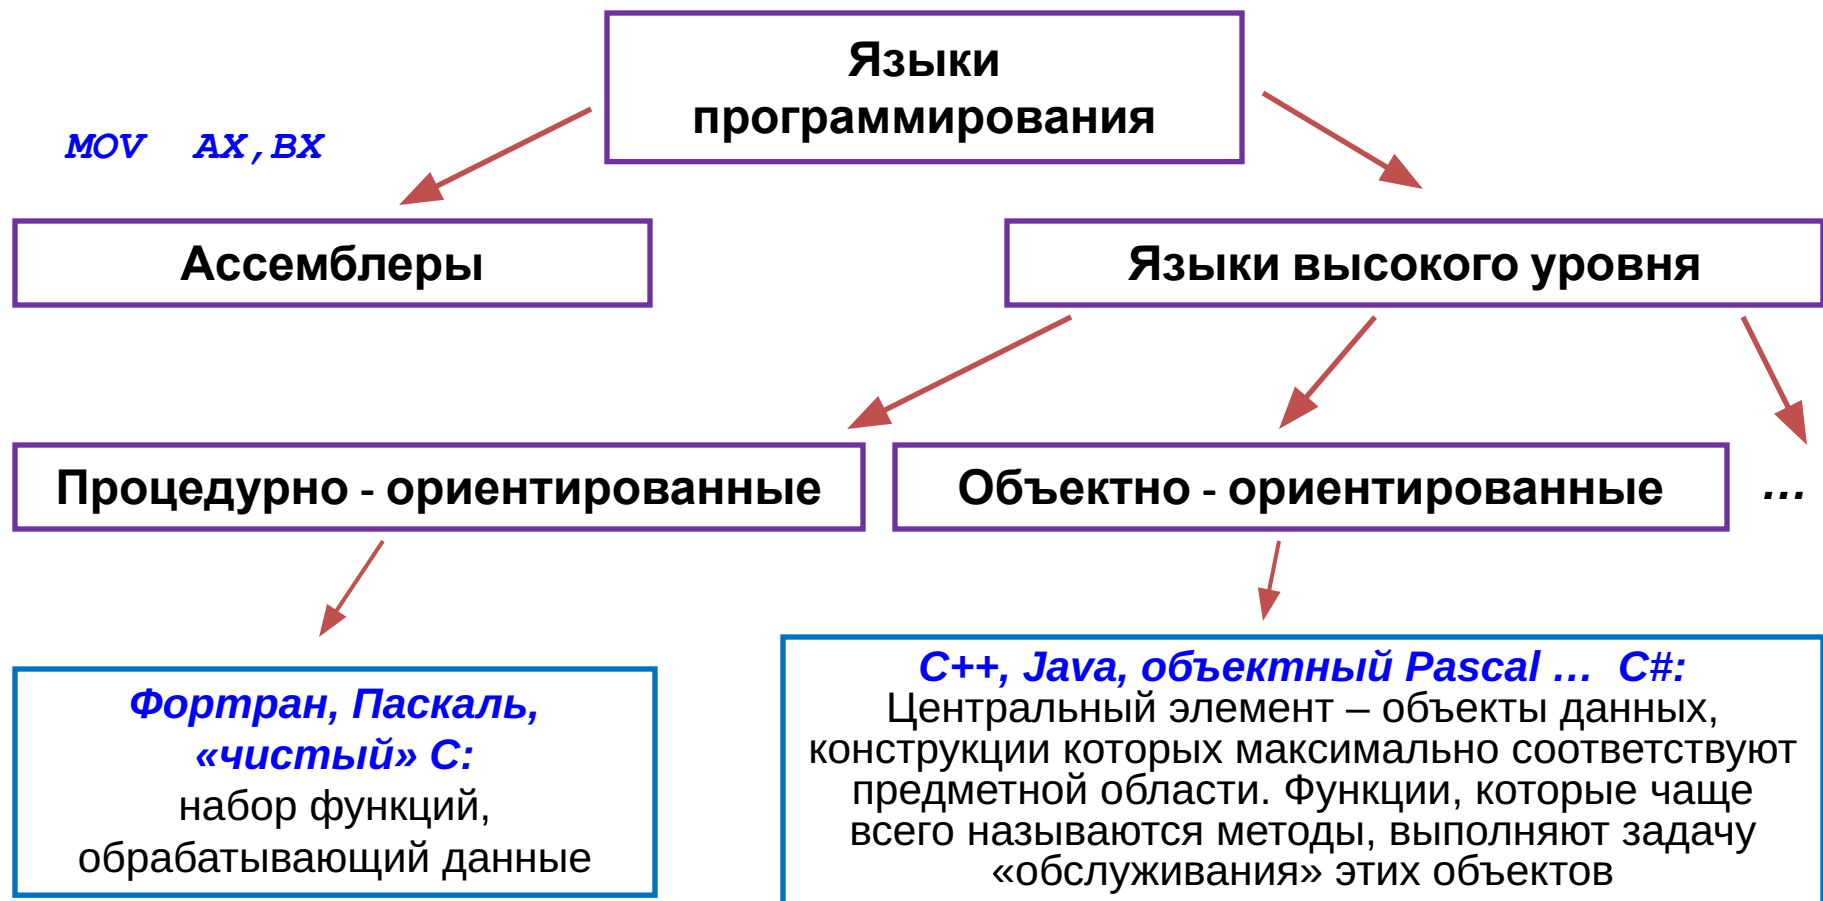 Языки
программирования
MOV AX,BX
Ассемблеры
Языки высокого уровня
Процедурно - ориентированные
Объектно - ориентированные
...
Фортран, Паскаль,
«чистый» C:
набор функций,
обрабатывающий данные
C++, Java, объектный Pascal … C#:
Центральный элемент – объекты данных,
конструкции которых максимально соответствуют
предметной области. Функции, которые чаще
всего называются методы, выполняют задачу
«обслуживания» этих объектов